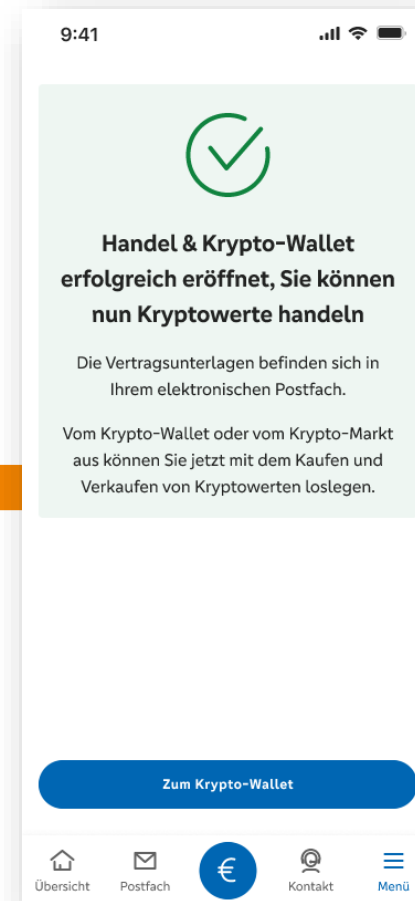 9:41
Handel & Krypto-Wallet
erfolgreich eröffnet, Sie können
nun Kryptowerte handeln
Die Vertragsunterlagen befinden sich in
Ihrem elektronischen Postfach.
Vom Krypto-Wallet oder vom Krypto-Markt
aus können Sie jetzt mit dem Kaufen und
Verkaufen von Kryptowerten loslegen.
Zum Krypto-Wallet
€
Übersicht Postfach Kontakt Menü